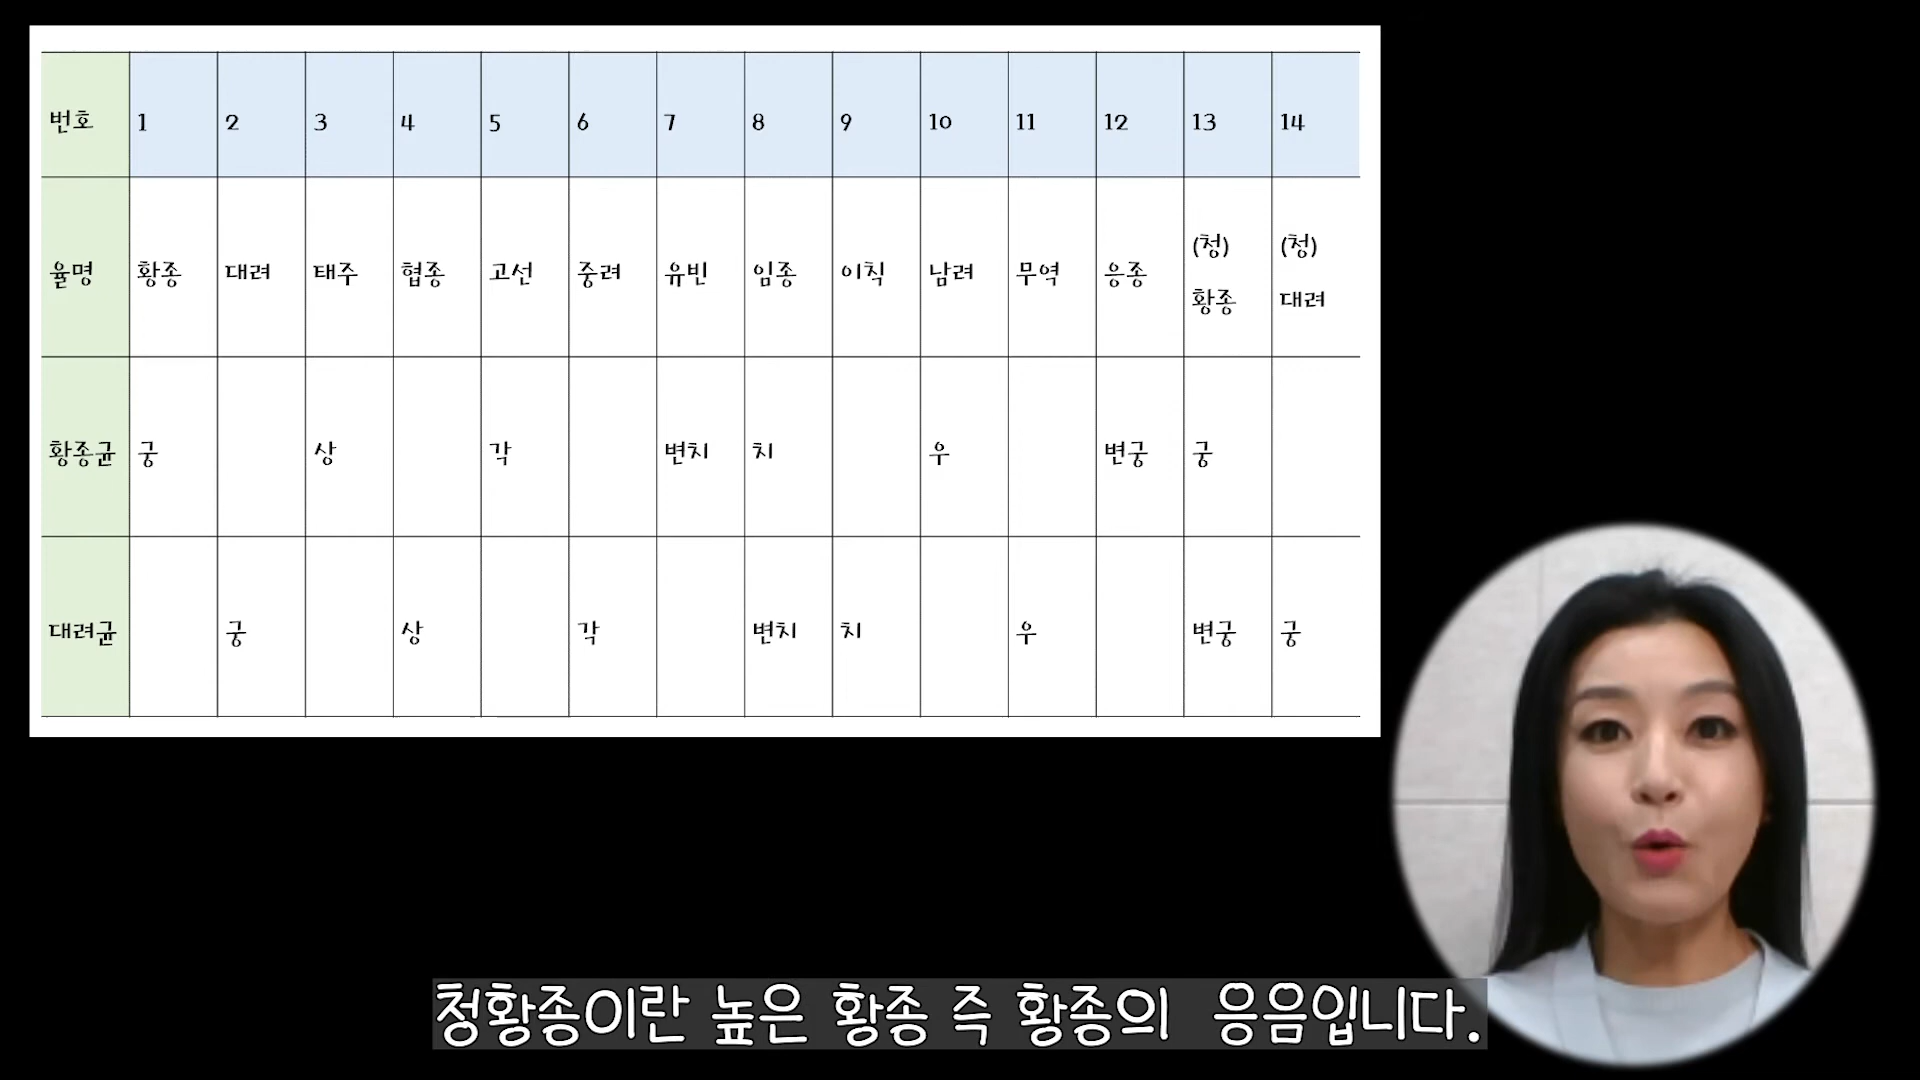 번호 1 2 3 4 5 6 7 8 9 10 11 12 13 14
율명 황종 대려 태주 협종 고선 중려 유빈 임종 이칙 남려 무역 응종 (청) 황종 (청) 대려
황종균 궁 상 각 변치 치 우 변궁 궁
대려균 궁 상 각 변치 치 우 변궁 궁
청황종이란 높은 황종 즉 황종의 응음입니다.